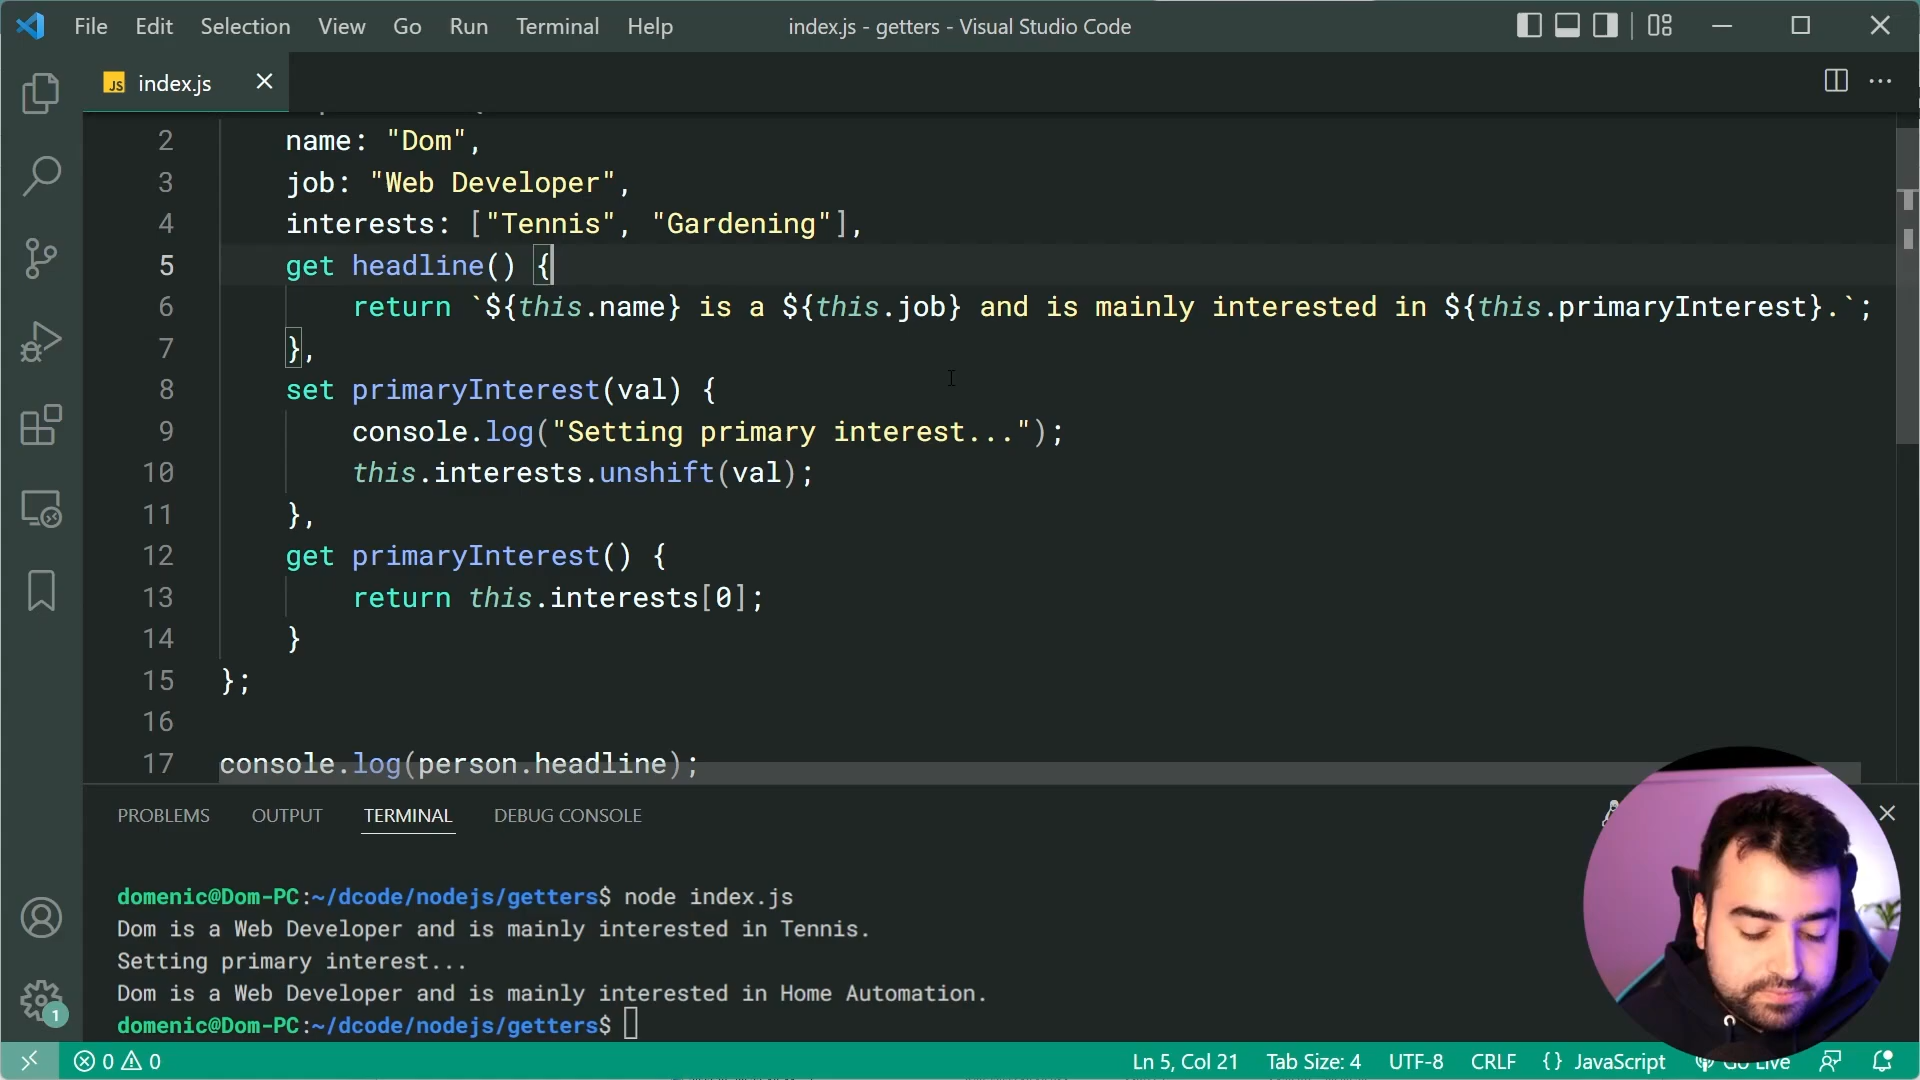 File Edit Selection View Go Run Terminal Help index.js - getters - Visual Studio Code
JS index.js
2 name: "Dom",
3 job: "Web Developer",
4 interests: ["Tennis", "Gardening"],
5 get headline() {
6 return `${this.name} is a ${this.job} and is mainly interested in ${this.primaryInterest}.`;
7 },
8 set primaryInterest(val) {
9 console.log("Setting primary interest...");
10 this.interests.unshift(val);
11 },
12 get primaryInterest() {
13 return this.interests[0];
14 }
15 };
16
17 console.log(person.headline);
PROBLEMS OUTPUT TERMINAL DEBUG CONSOLE
domenic@Dom-PC:~/dcode/nodejs/getters$ node index.js
Dom is a Web Developer and is mainly interested in Tennis.
Setting primary interest...
Dom is a Web Developer and is mainly interested in Home Automation.
domenic@Dom-PC:~/dcode/nodejs/getters$
1
0 0 Ln 5, Col 21 Tab Size: 4 UTF-8 CRLF {} JavaScript Go Live